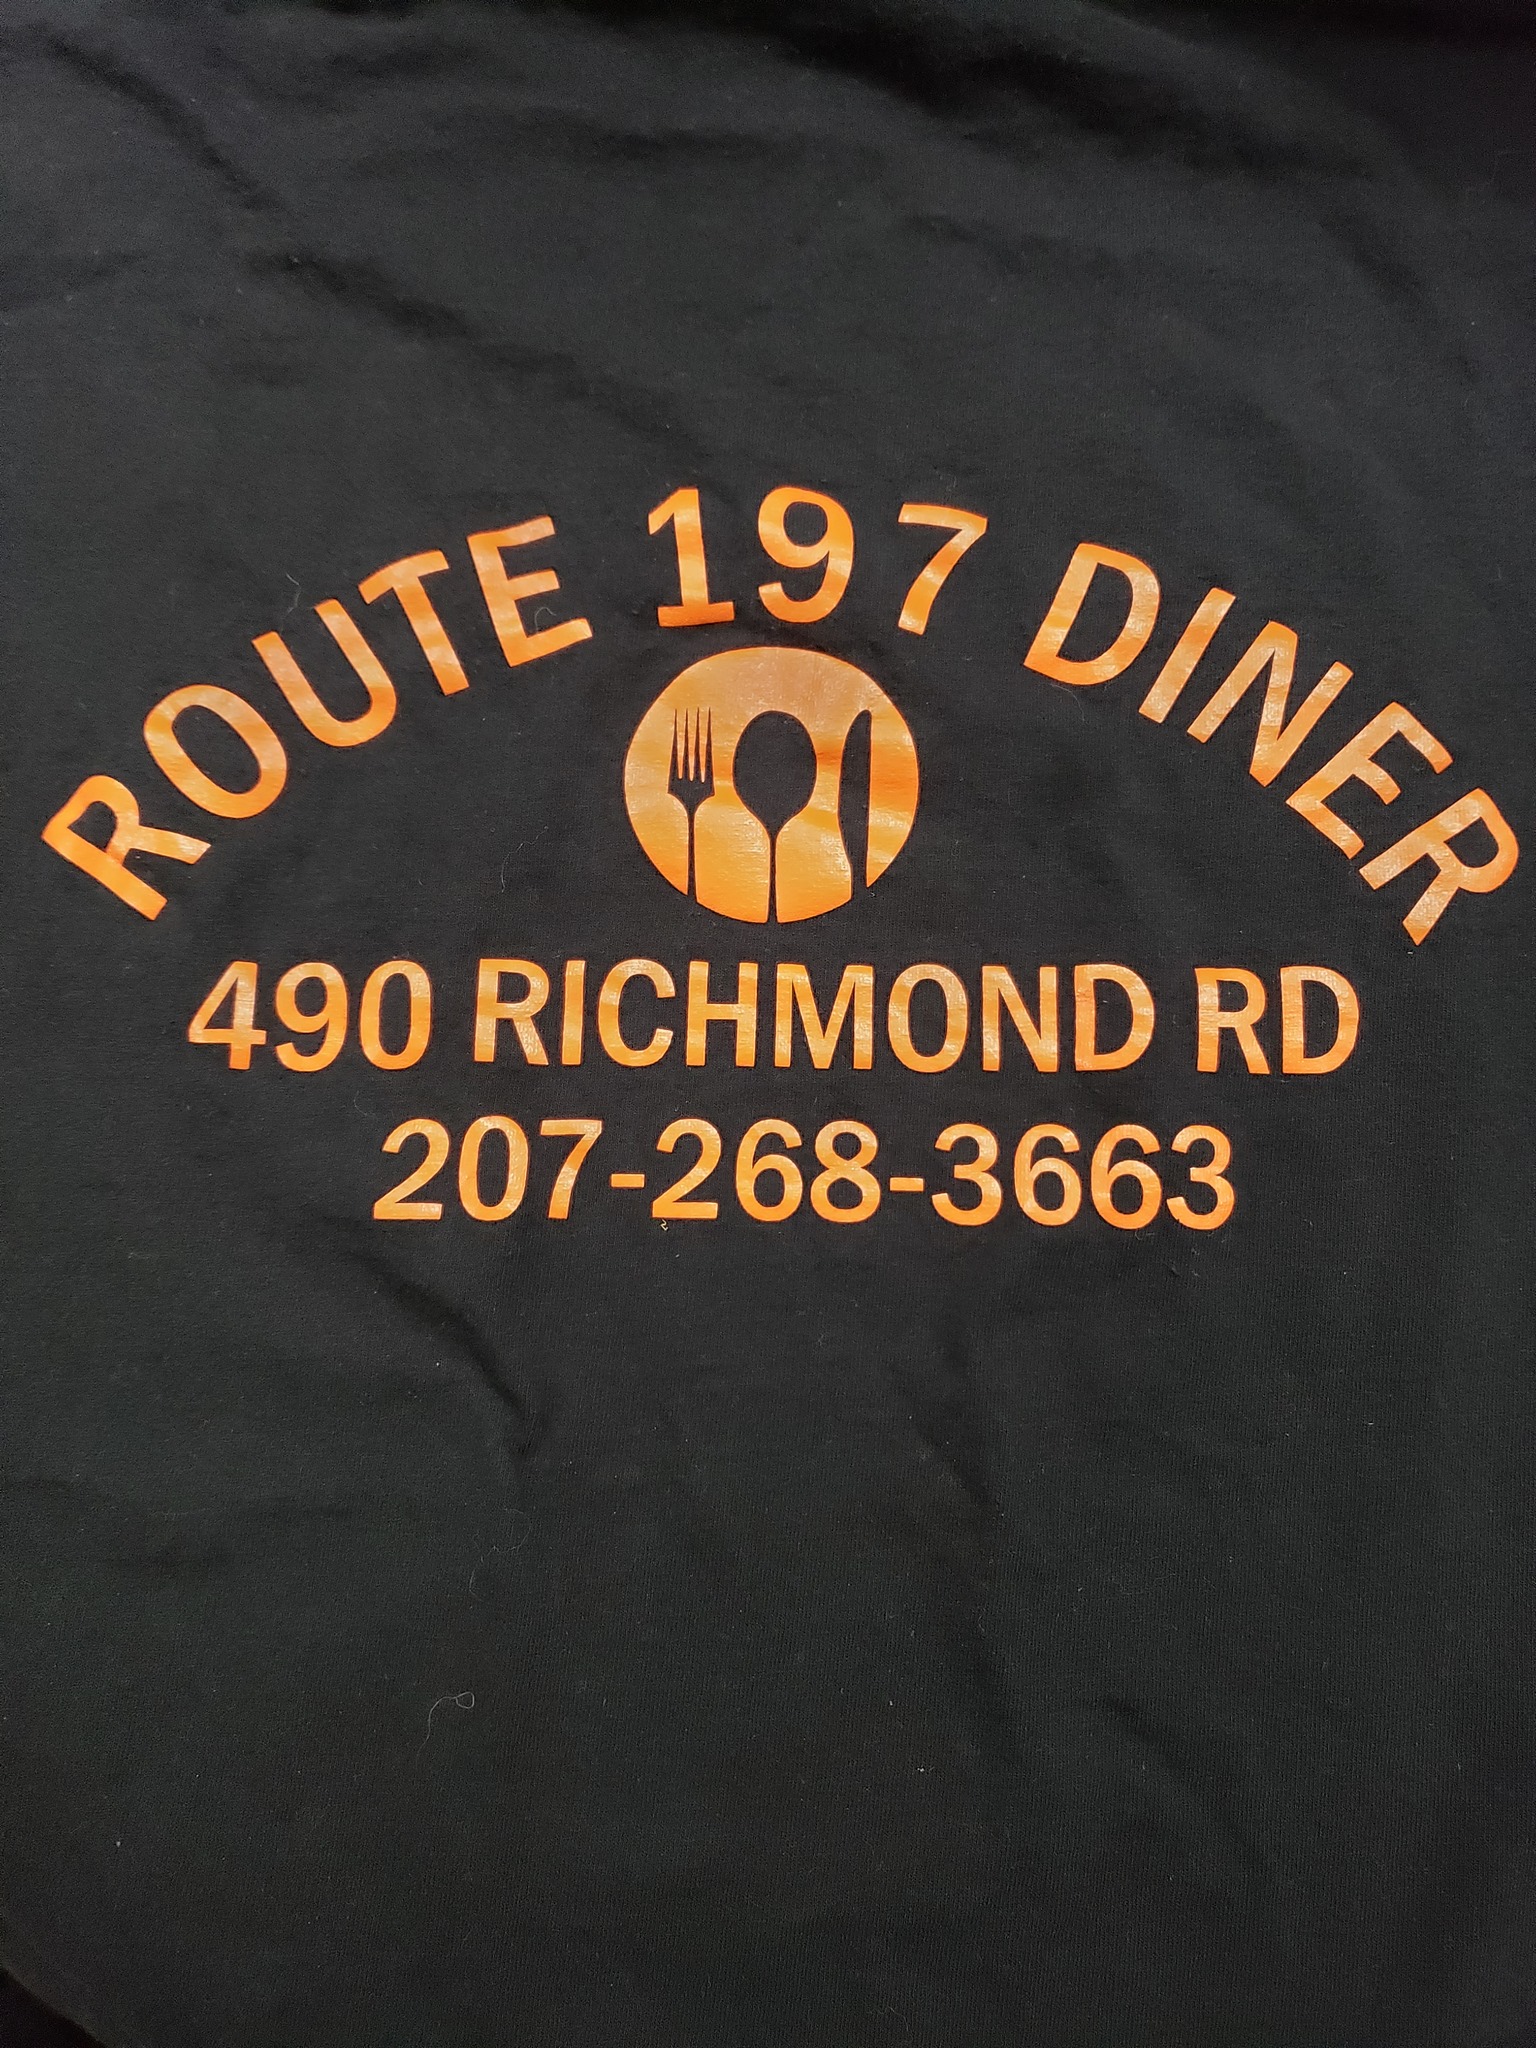 ROUTE 197 DINER
490 RICHMOND RD
207-268-3663